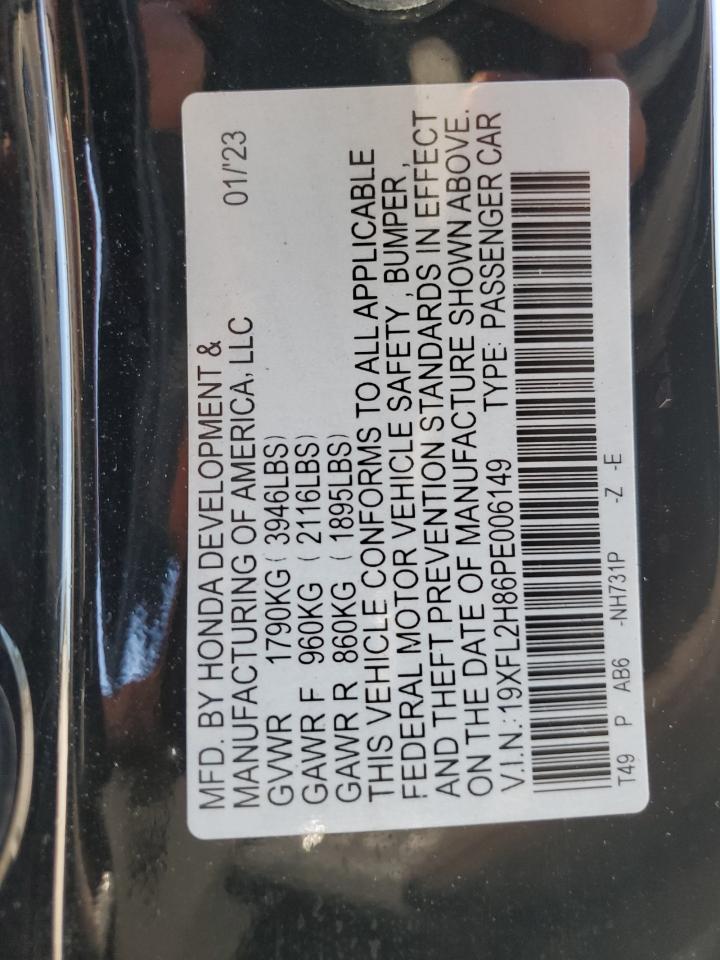 MFD. BY HONDA DEVELOPMENT &
MANUFACTURING OF AMERICA, LLC 01/'23
GVWR 1790KG ( 3946LBS)
GAWR F 960KG ( 2116LBS)
GAWR R 860KG ( 1895LBS)
THIS VEHICLE CONFORMS TO ALL APPLICABLE
FEDERAL MOTOR VEHICLE SAFETY , BUMPER ,
AND THEFT PREVENTION STANDARDS IN EFFECT
ON THE DATE OF MANUFACTURE SHOWN ABOVE.
V.I.N.: 19XFL2H86PE006149 TYPE: PASSENGER CAR
T49 P AB6 -NH731P -Z -E